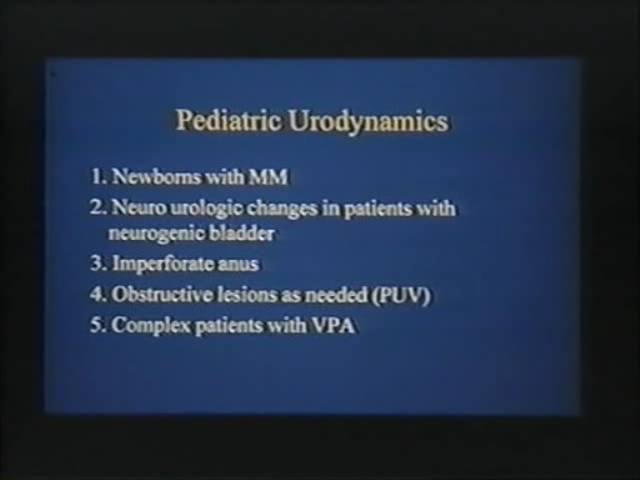 Pediatric Urodynamics
1. Newborns with MM
2. Neuro urologic changes in patients with
neurogenic bladder
3. Imperforate anus
4. Obstructive lesions as needed (PUV)
5. Complex patients with VPA